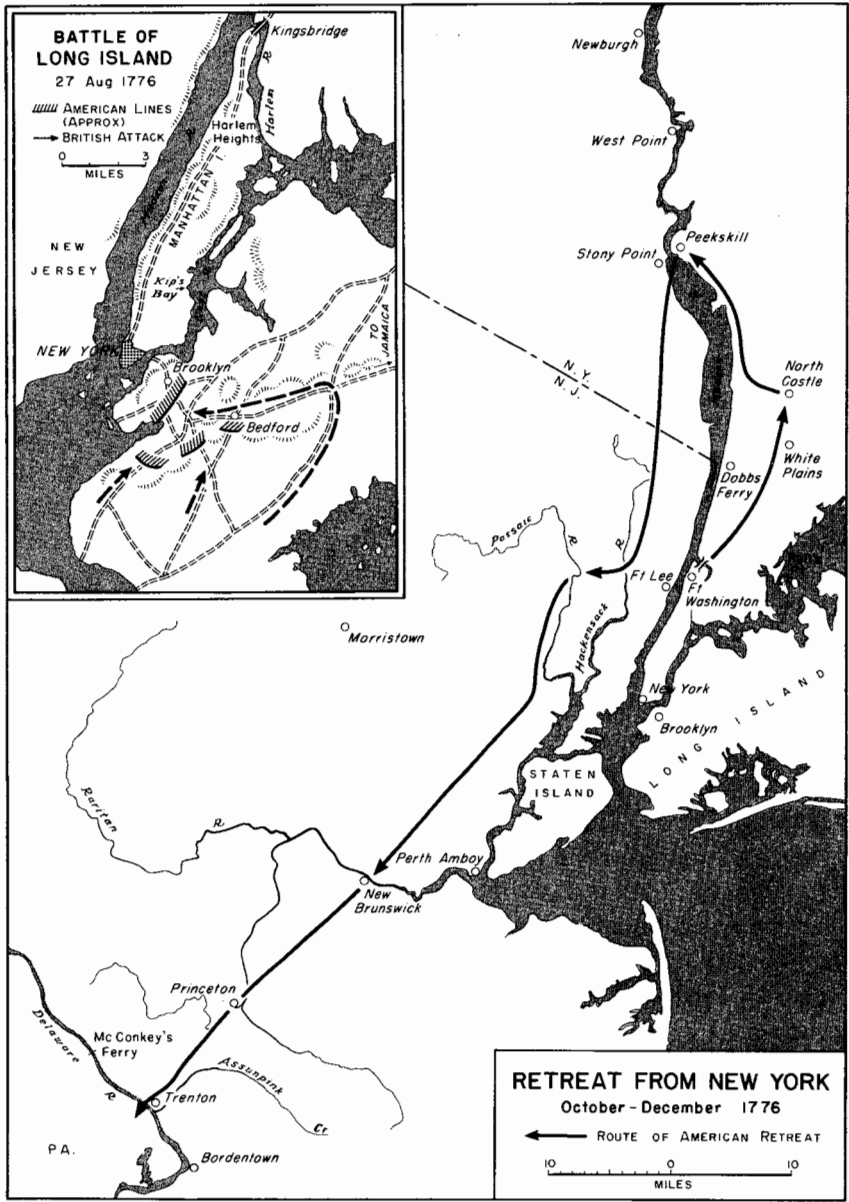 BATTLE OF
LONG ISLAND
27 Aug 1776
AMERICAN LINES
(APPROX)
BRITISH ATTACK
0 3
MILES
Kingsbridge
R
Harlem
Harlem
Heights
R
MANHATTAN I
NEW
JERSEY
Kip's
Bay
NEW YORK
Brooklyn
TO
JAMAICA
Bedford
Newburgh
West Point
Peekskill
Stony Point
N.Y.
N.J.
North
Castle
White
Plains
Dobbs
Ferry
Passaic
R
R
Hackensack
Ft Lee
Ft
Washington
Morristown
New York
Brooklyn
LONG ISLAND
STATEN
ISLAND
Raritan
R
Perth Amboy
New
Brunswick
Princeton
Delaware
R
Mc Conkey's
Ferry
Assunpink
Cr
Trenton
PA.
Bordentown
RETREAT FROM NEW YORK
October - December 1776
ROUTE OF AMERICAN RETREAT
10 0 10
MILES